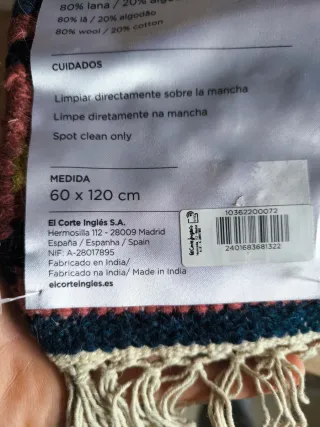 80% lana / 20% algodón
80% lã / 20% algodão
80% wool / 20% cotton
CUIDADOS
Limpiar directamente sobre la mancha
Limpe diretamente na mancha
Spot clean only
MEDIDA
60 x 120 cm
El Corte Inglés S.A.
Hermosilla 112 - 28009 Madrid
España / Espanha / Spain
NIF: A-28017895
Fabricado en India/
Fabricado na India/ Made in India
elcorteingles.es
10362200072
2401683681322